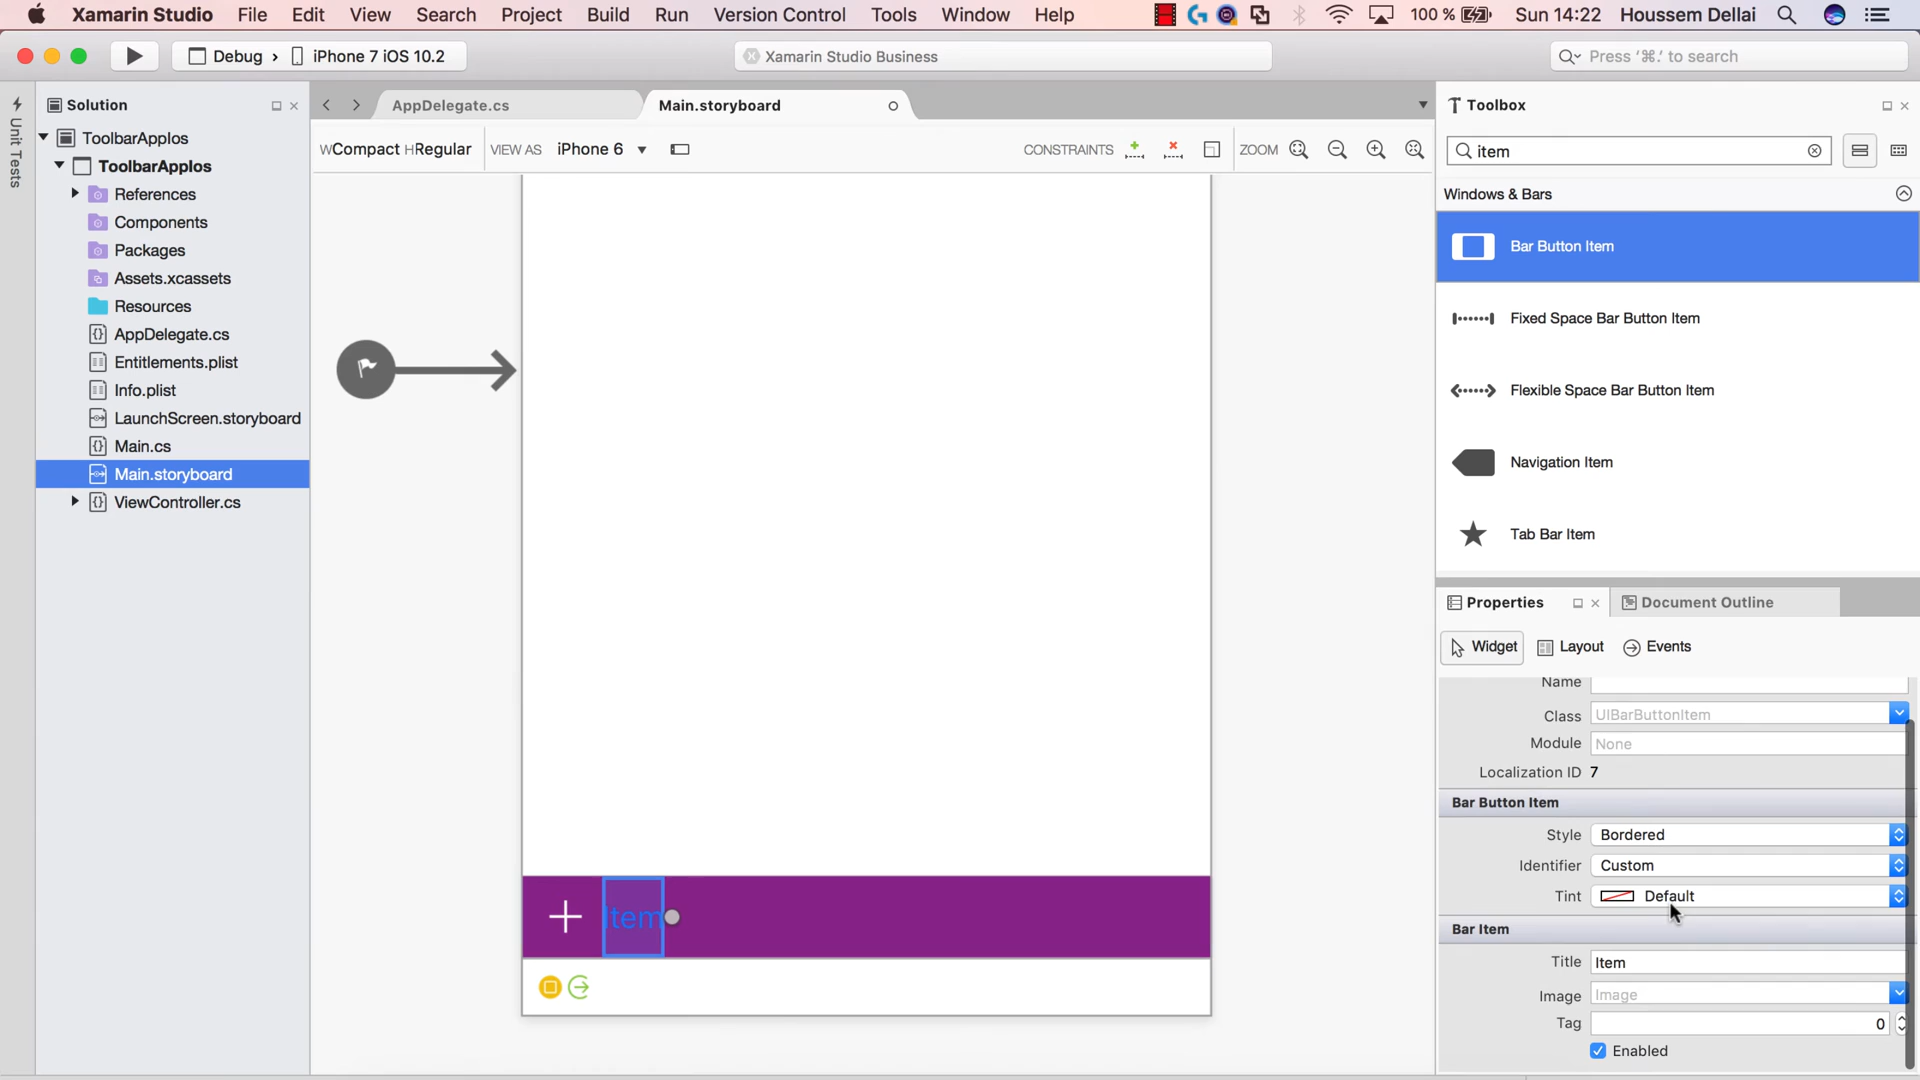 Xamarin Studio File Edit View Search Project Build Run Version Control Tools Window Help 100 % Sun 14:22 Houssem Dellai
Debug iPhone 7 iOS 10.2 Xamarin Studio Business Press ‘⌘.’ to search
Unit Tests
Solution
ToolbarAppIos
ToolbarAppIos
References
Components
Packages
Assets.xcassets
Resources
AppDelegate.cs
Entitlements.plist
Info.plist
LaunchScreen.storyboard
Main.cs
Main.storyboard
ViewController.cs
AppDelegate.cs Main.storyboard
wCompact HRegular VIEW AS iPhone 6 CONSTRAINTS ZOOM
Item
Toolbox
item
Windows & Bars
Bar Button Item
Fixed Space Bar Button Item
Flexible Space Bar Button Item
Navigation Item
Tab Bar Item
Properties Document Outline
Widget Layout Events
Name
Class UIBarButtonItem
Module None
Localization ID 7
Bar Button Item
Style Bordered
Identifier Custom
Tint Default
Bar Item
Title Item
Image Image
Tag 0
Enabled